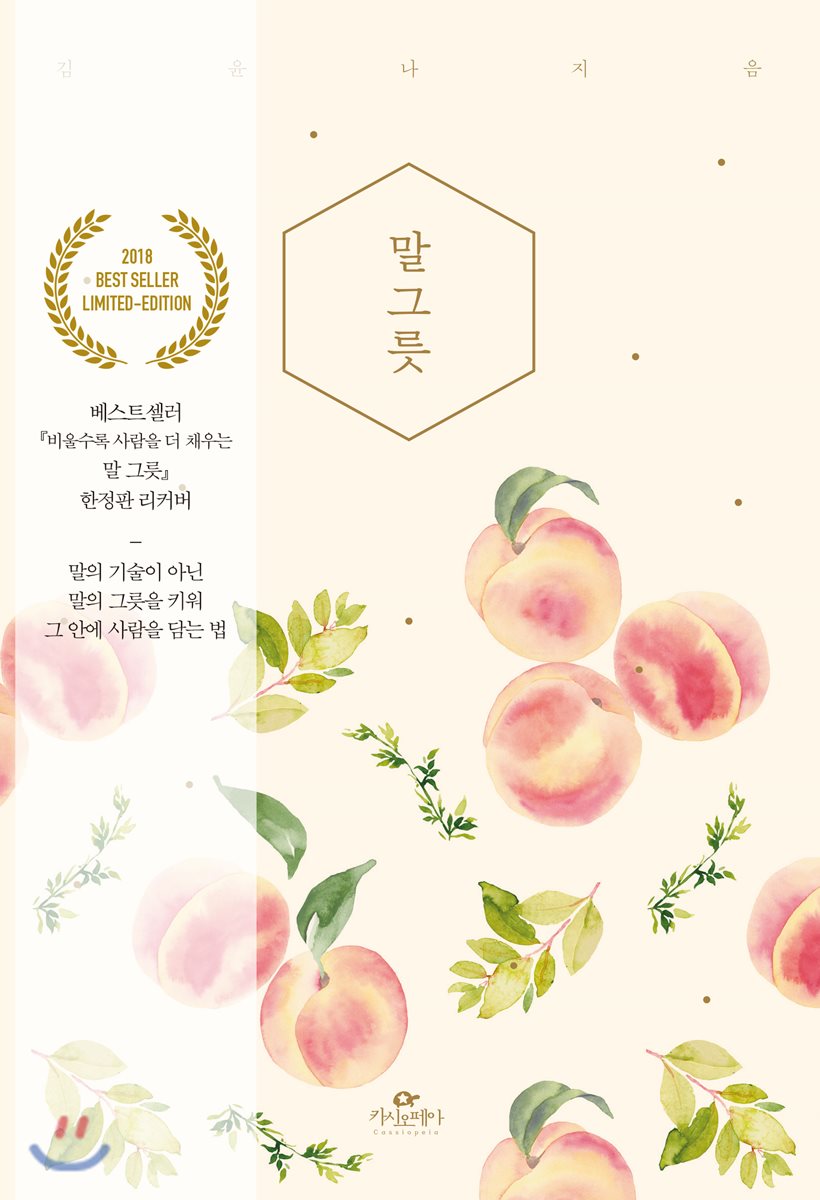 김윤나 지음
2018
BEST SELLER
LIMITED-EDITION
말
그
릇
베스트셀러
『비울수록 사람을 더 채우는
말 그릇』
한정판 리커버
–
말의 기술이 아닌
말의 그릇을 키워
그 안에 사람을 담는 법
카시오페아
Cassiopeia